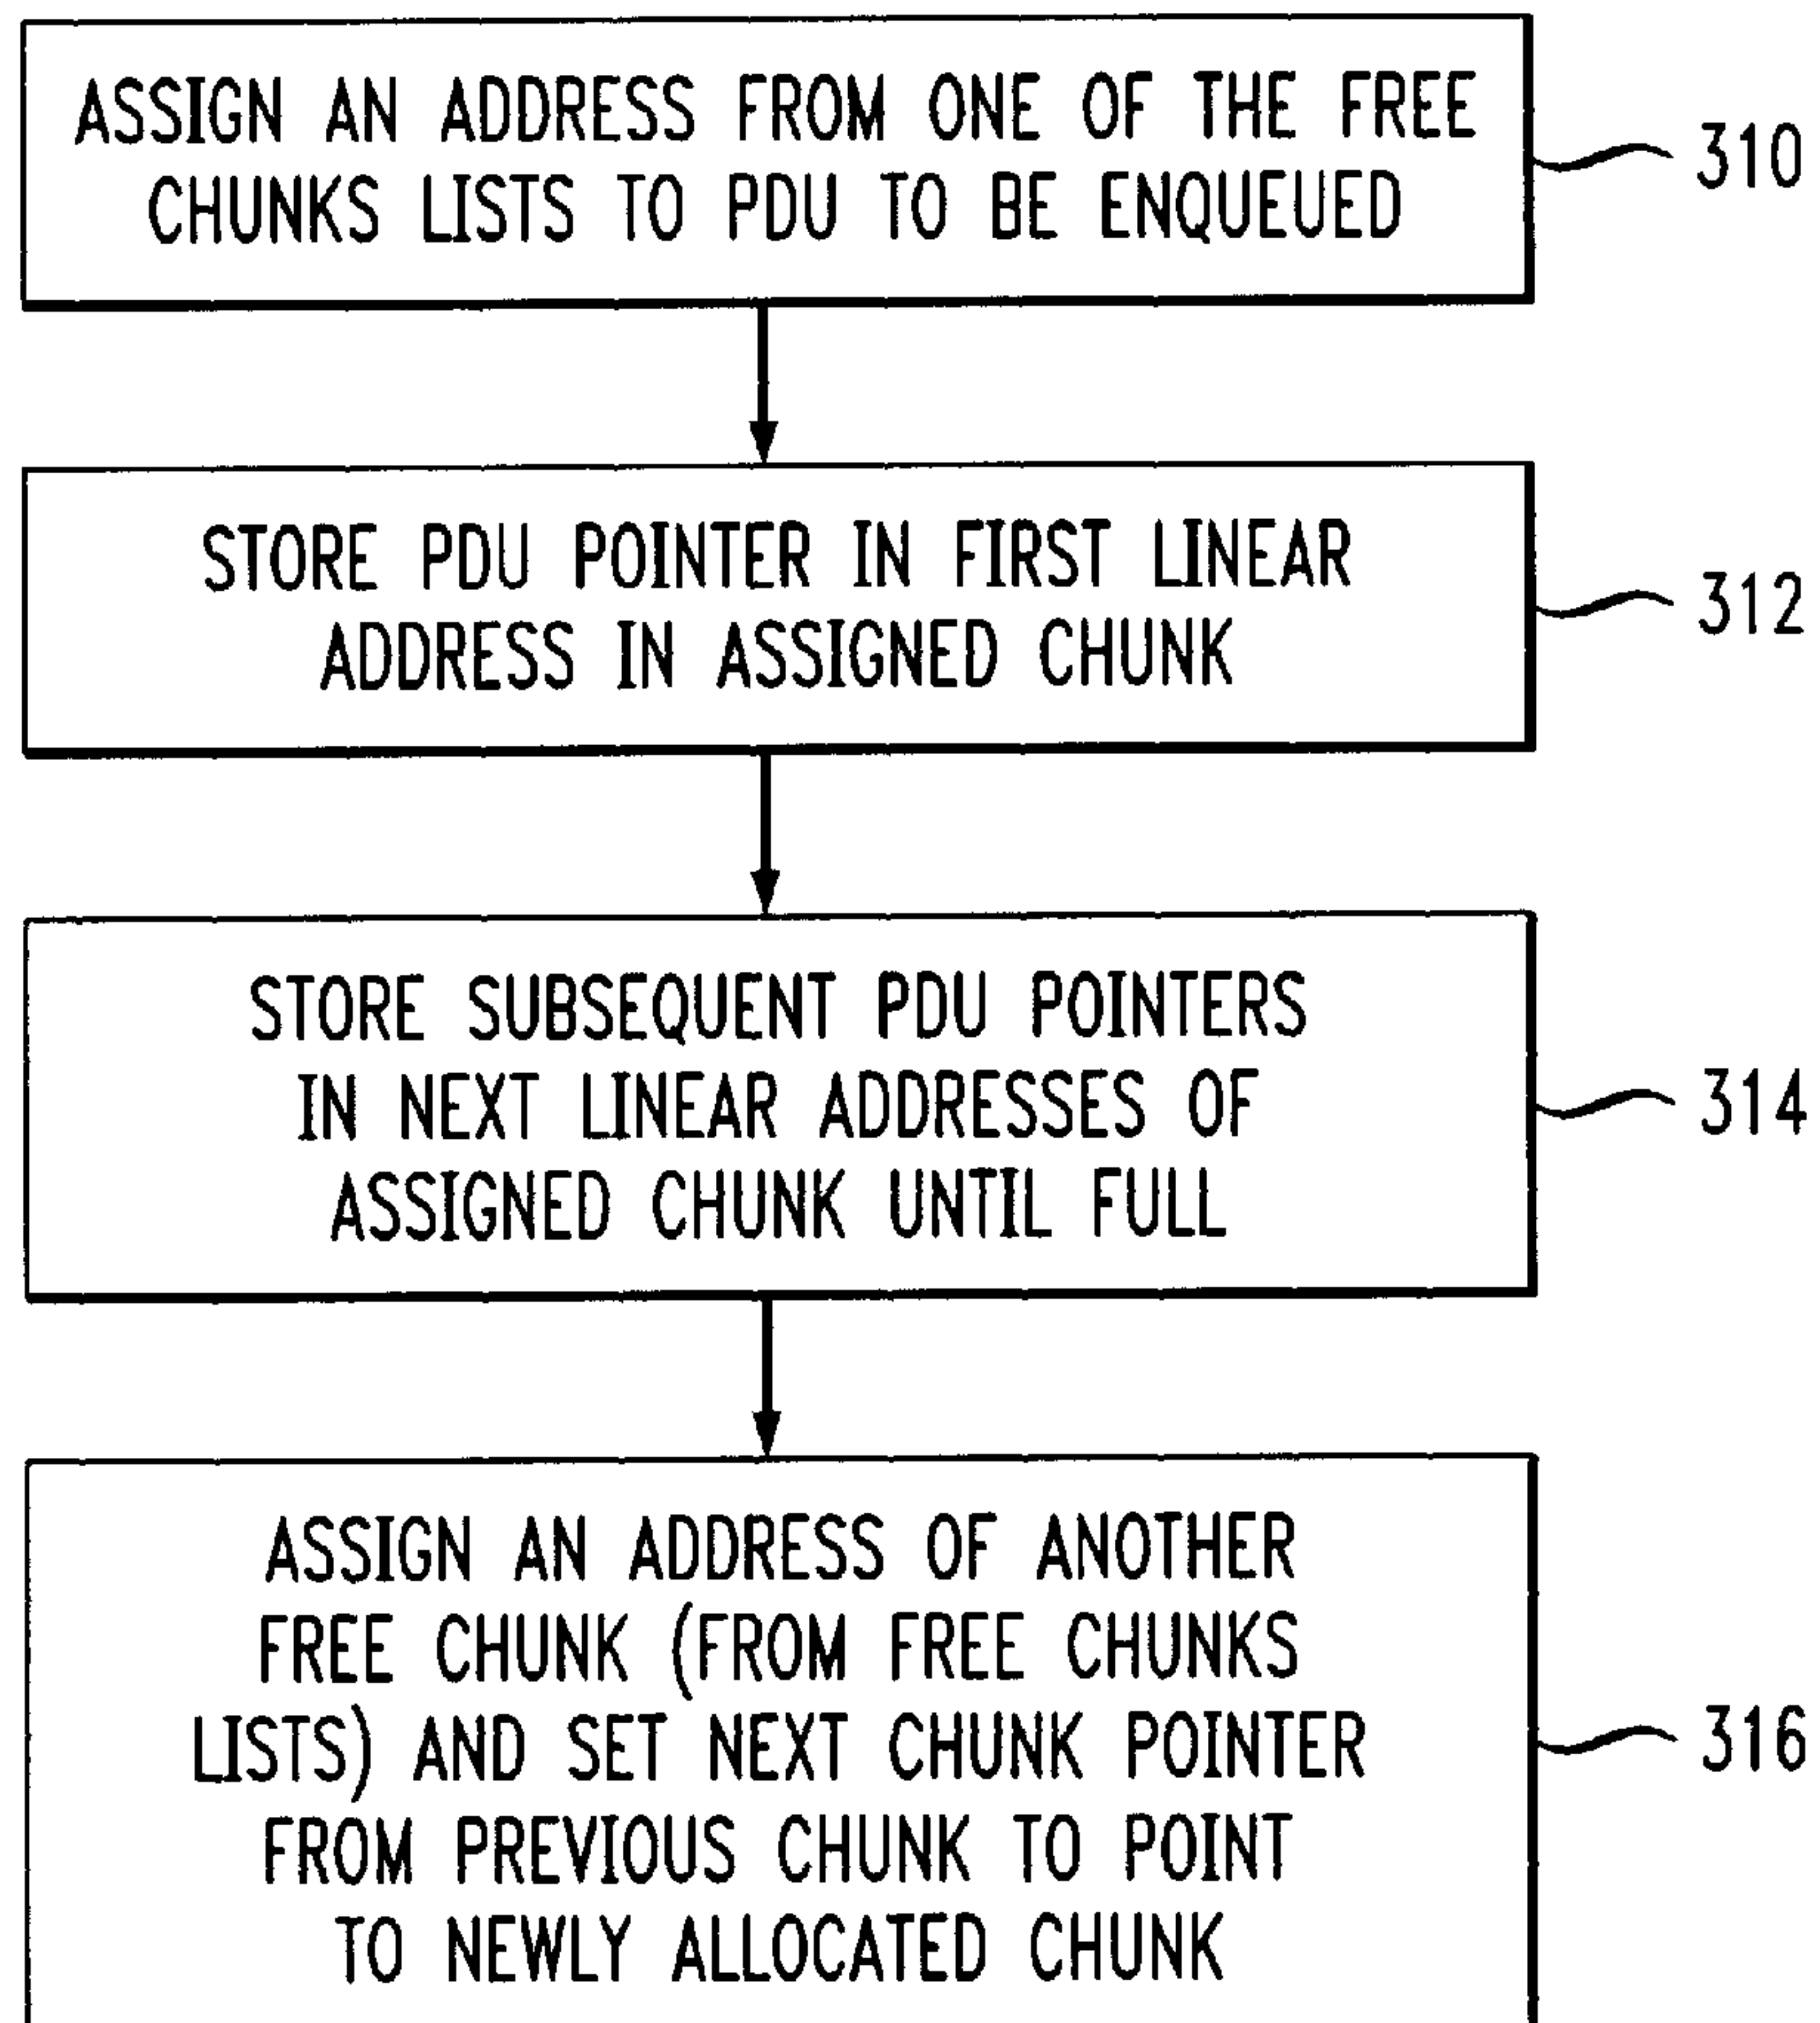 ASSIGN AN ADDRESS FROM ONE OF THE FREE
CHUNKS LISTS TO PDU TO BE ENQUEUED
310
STORE PDU POINTER IN FIRST LINEAR
ADDRESS IN ASSIGNED CHUNK
312
STORE SUBSEQUENT PDU POINTERS
IN NEXT LINEAR ADDRESSES OF
ASSIGNED CHUNK UNTIL FULL
314
ASSIGN AN ADDRESS OF ANOTHER
FREE CHUNK (FROM FREE CHUNKS
LISTS) AND SET NEXT CHUNK POINTER
FROM PREVIOUS CHUNK TO POINT
TO NEWLY ALLOCATED CHUNK
316